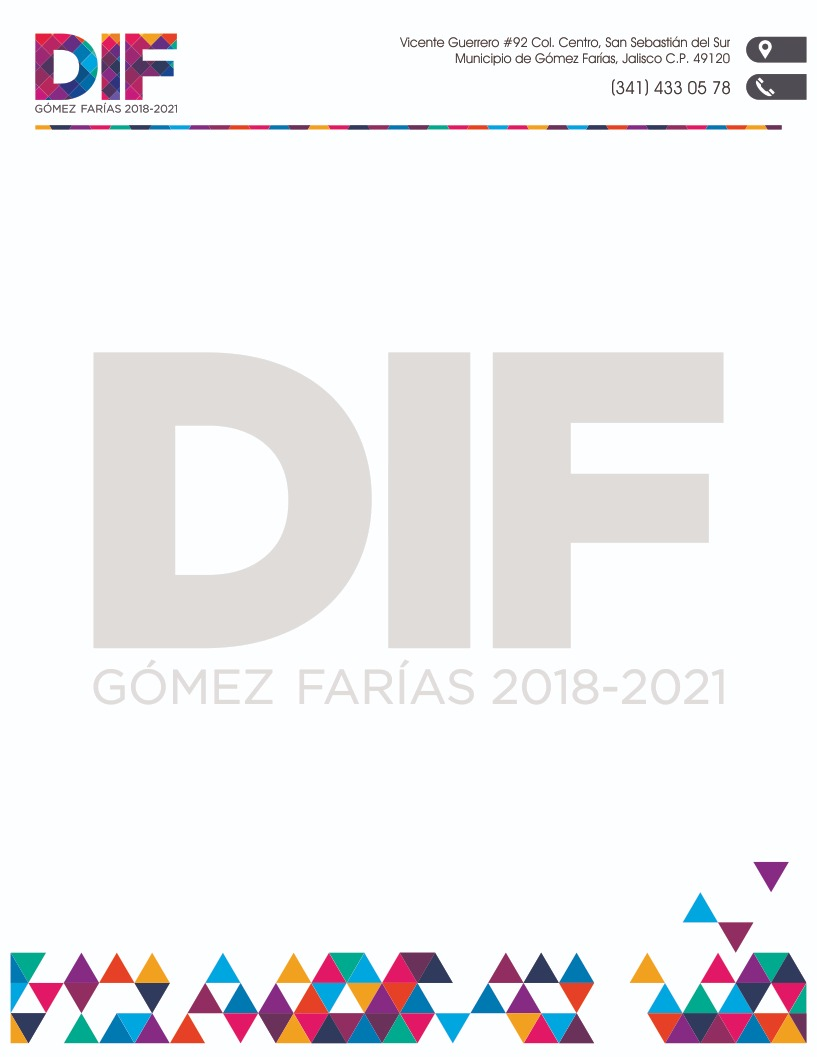 DIF
GÓMEZ FARÍAS 2018-2021
Vicente Guerrero #92 Col. Centro, San Sebastián del Sur
Municipio de Gómez Farías, Jalisco C.P. 49120
(341) 433 05 78
DIF
GÓMEZ FARÍAS 2018-2021